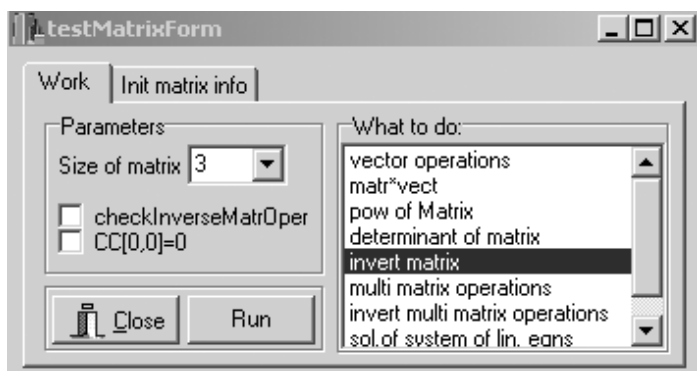 testMatrixForm
Work Init matrix info
Parameters
Size of matrix 3
checkInverseMatrOper
CC[0,0]=0
Close Run
What to do:
vector operations
matr*vect
pow of Matrix
determinant of matrix
invert matrix
multi matrix operations
invert multi matrix operations
sol.of system of lin. eqns